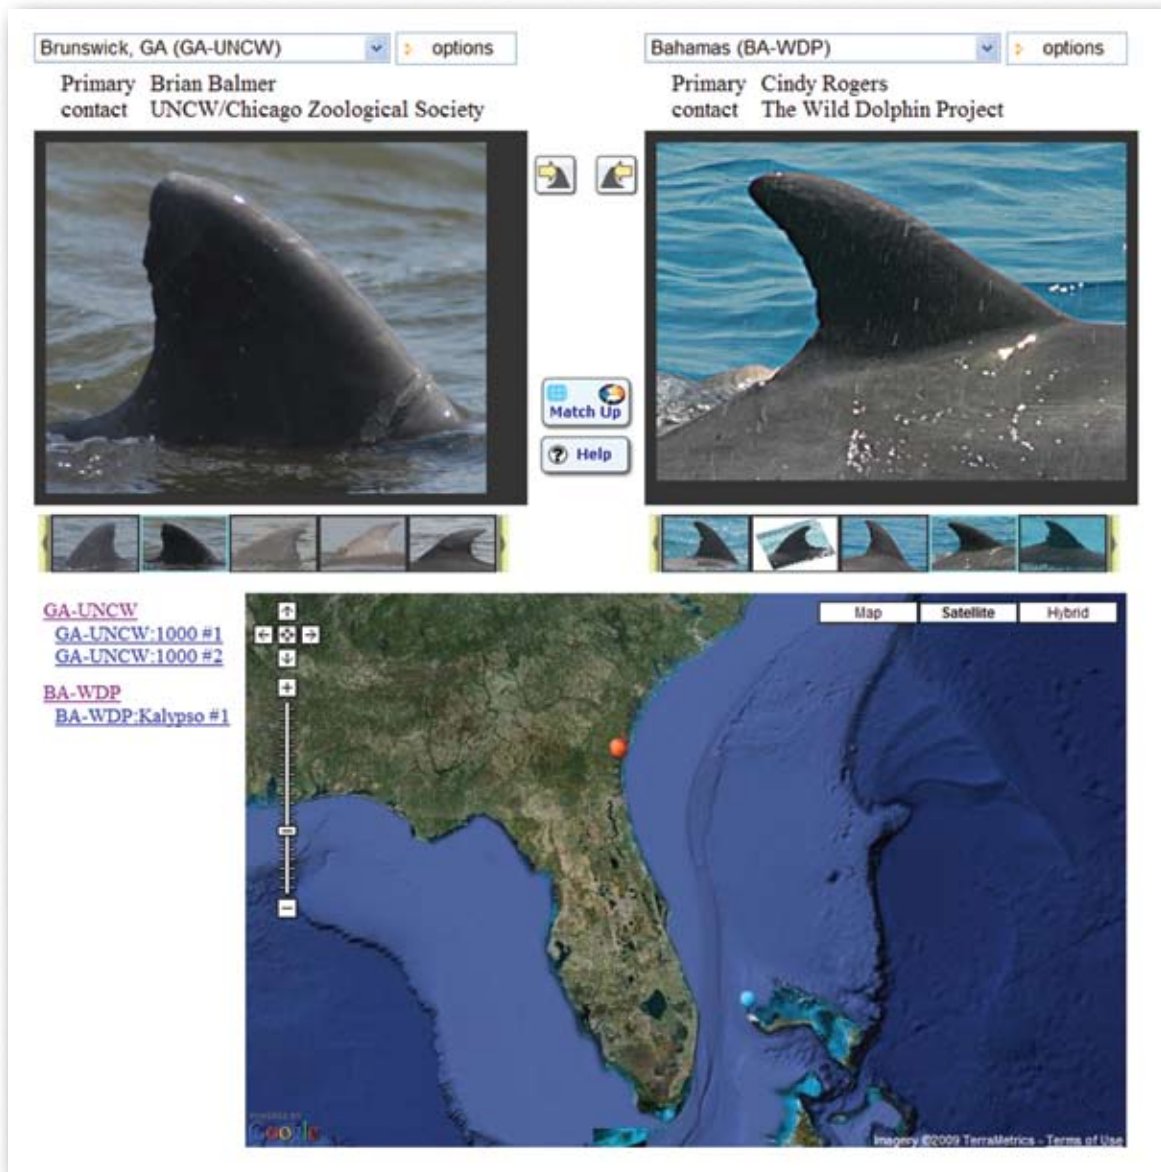 Brunswick, GA (GA-UNCW)
options
Primary contact
Brian Balmer
UNCW/Chicago Zoological Society
Bahamas (BA-WDP)
options
Primary contact
Cindy Rogers
The Wild Dolphin Project
Match Up
? Help
GA-UNCW
GA-UNCW:1000 #1
GA-UNCW:1000 #2
BA-WDP
BA-WDP:Kalypso #1
Map
Satellite
Hybrid
POWERED BY
Google
Imagery ©2009 TerraMetrics - Terms of Use